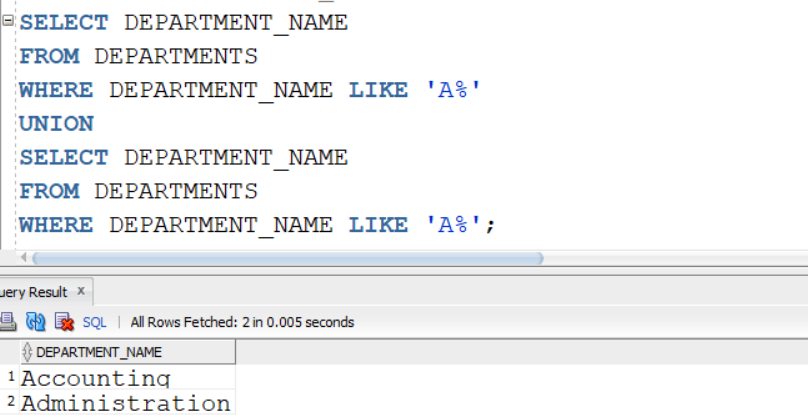 SELECT DEPARTMENT_NAME
FROM DEPARTMENTS
WHERE DEPARTMENT_NAME LIKE 'A%'
UNION
SELECT DEPARTMENT_NAME
FROM DEPARTMENTS
WHERE DEPARTMENT_NAME LIKE 'A%';
uery Result x
SQL | All Rows Fetched: 2 in 0.005 seconds
DEPARTMENT_NAME
1 Accounting
2 Administration